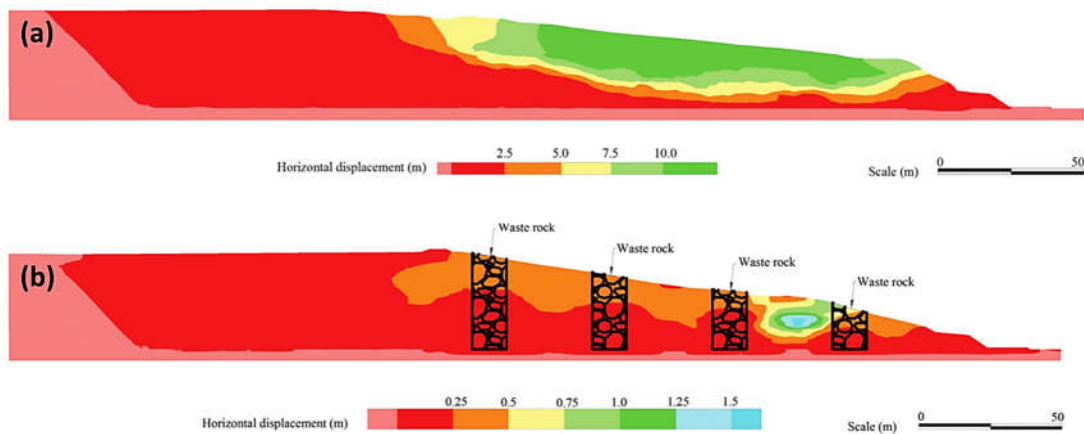 (a)
2.5 5.0 7.5 10.0
Horizontal displacement (m)
0 50
Scale (m)
Waste rock
Waste rock
Waste rock
Waste rock
(b)
0.25 0.5 0.75 1.0 1.25 1.5
Horizontal displacement (m)
0 50
Scale (m)